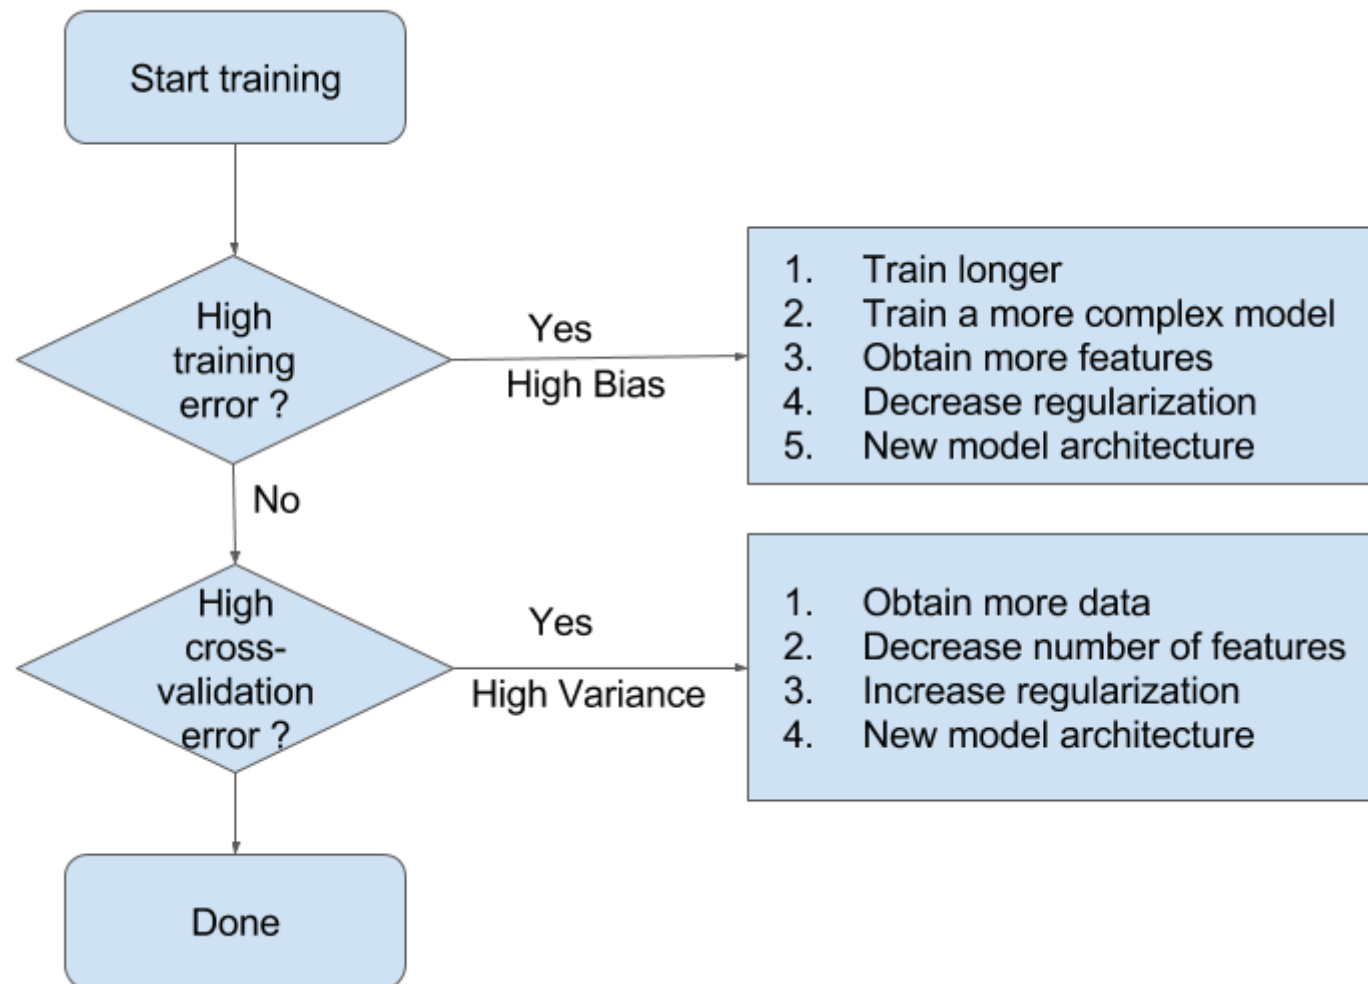 Start training
High
training
error ?
Yes
High Bias
1. Train longer
2. Train a more complex model
3. Obtain more features
4. Decrease regularization
5. New model architecture
No
High
cross-
validation
error ?
Yes
High Variance
1. Obtain more data
2. Decrease number of features
3. Increase regularization
4. New model architecture
Done